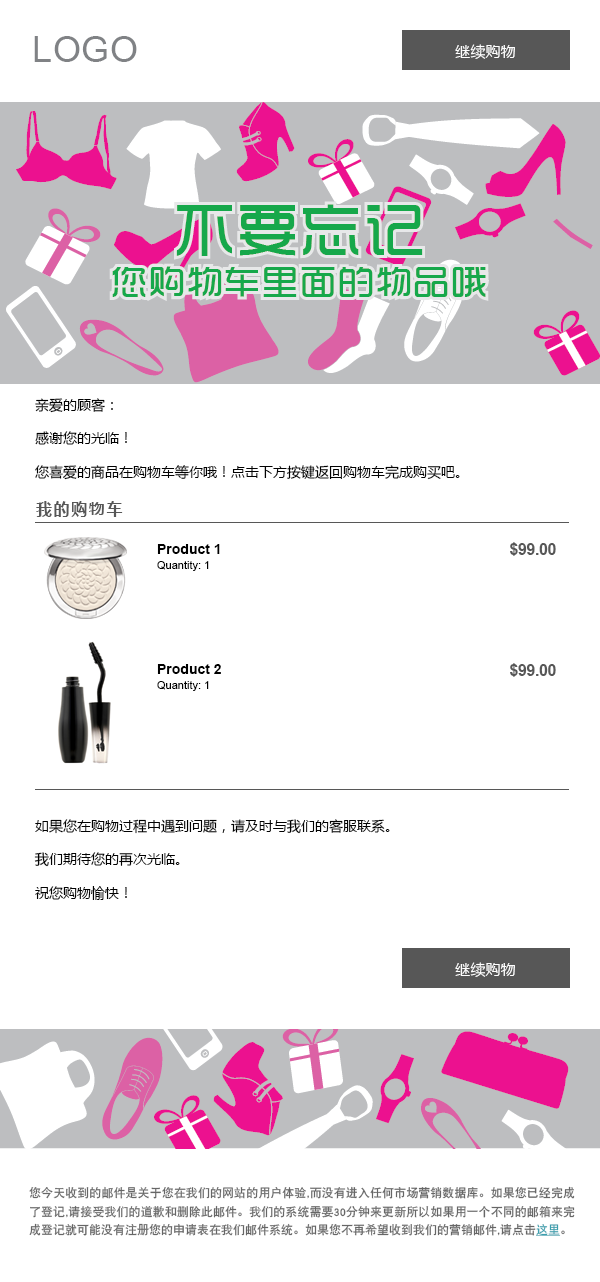 LOGO
继续购物
不要忘记
您购物车里面的物品哦
亲爱的顾客：
感谢您的光临！
您喜爱的商品在购物车等你哦！点击下方按键返回购物车完成购买吧。
我的购物车
Product 1 $99.00
Quantity: 1
Product 2 $99.00
Quantity: 1
如果您在购物过程中遇到问题，请及时与我们的客服联系。
我们期待您的再次光临。
祝您购物愉快！
继续购物
您今天收到的邮件是关于您在我们的网站的用户体验,而没有进入任何市场营销数据库。如果您已经完成
了登记,请接受我们的道歉和删除此邮件。我们的系统需要30分钟来更新所以如果用一个不同的邮箱来完
成登记就可能没有注册您的申请表在我们邮件系统。如果您不再希望收到我们的营销邮件,请点击这里。